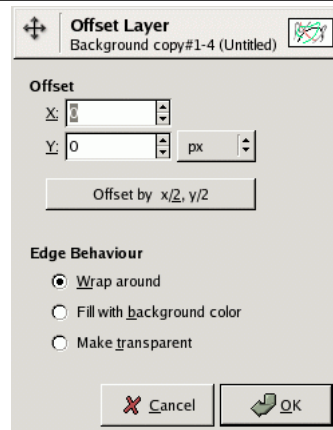 Offset Layer
Background copy#1-4 (Untitled)
Offset
X: 0
Y: 0 px
Offset by x/2, y/2
Edge Behaviour
Wrap around
Fill with background color
Make transparent
Cancel OK